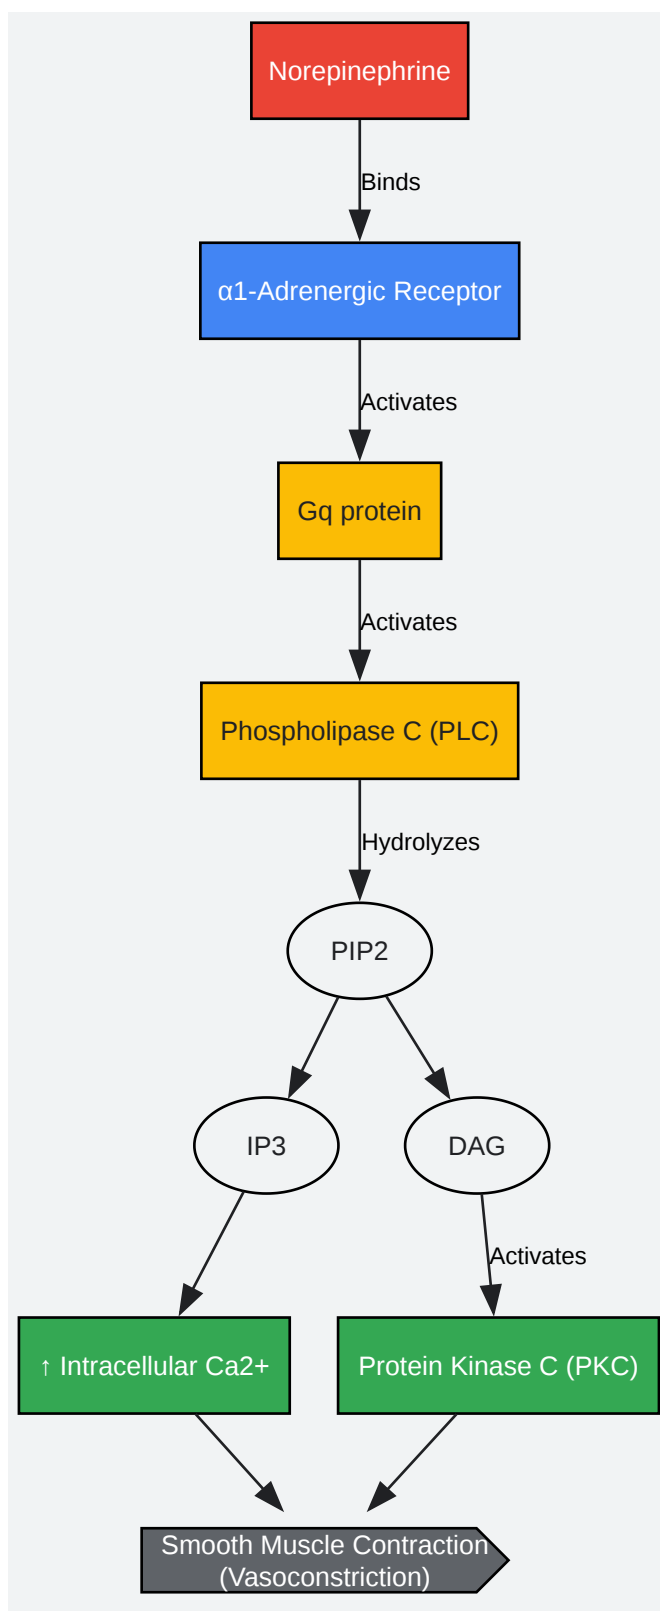 Norepinephrine
Binds
α1-Adrenergic Receptor
Activates
Gq protein
Activates
Phospholipase C (PLC)
Hydrolyzes
PIP2
IP3
DAG
Activates
↑ Intracellular Ca2+
Protein Kinase C (PKC)
Smooth Muscle Contraction
(Vasoconstriction)